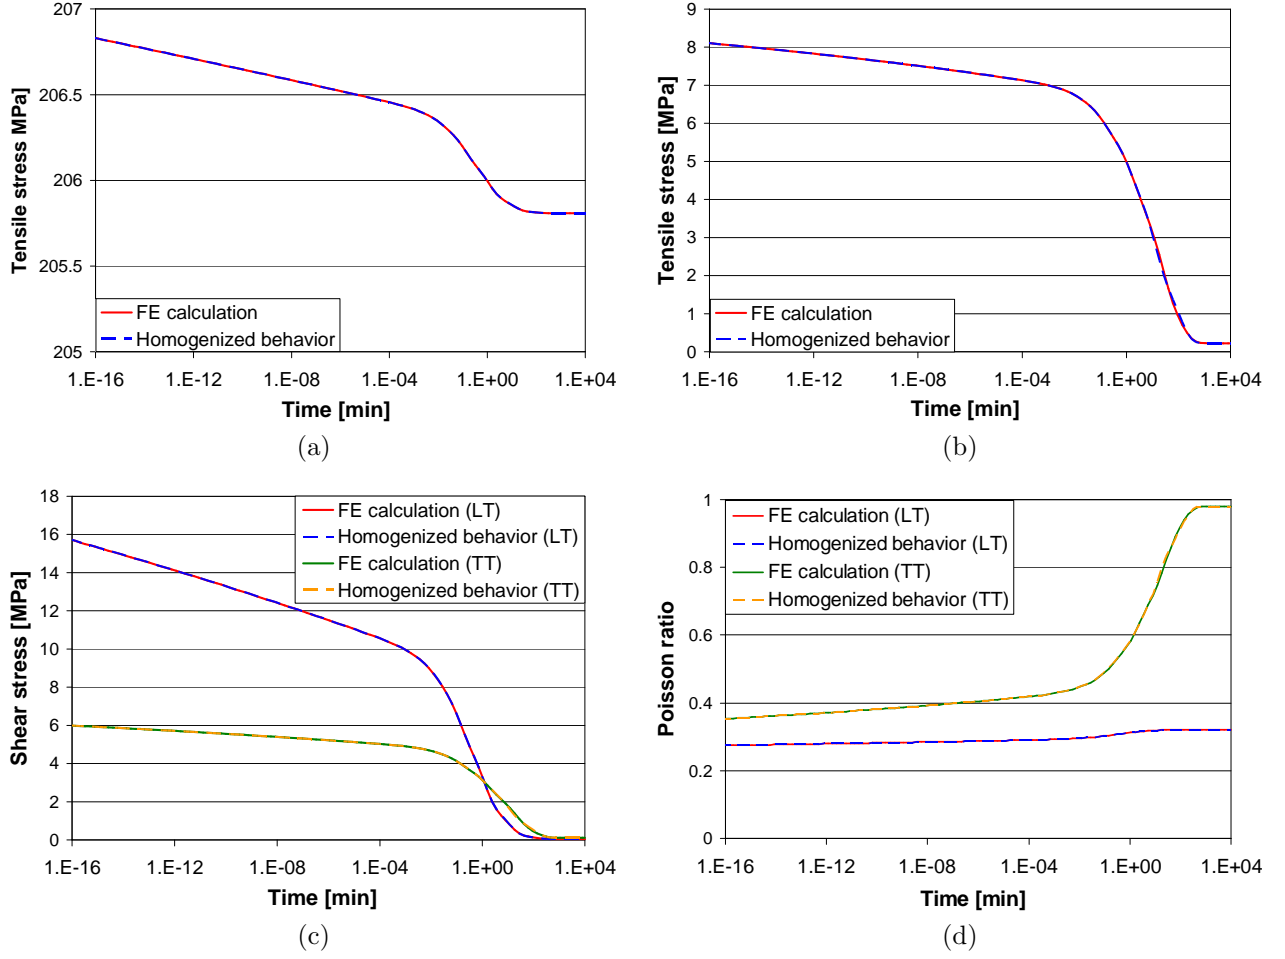 207
206.5
206
205.5
205
Tensile stress MPa]
FE calculation
Homogenized behavior
1.E-16 1.E-12 1.E-08 1.E-04 1.E+00 1.E+04
Time [min]
(a)
9
8
7
6
5
4
3
2
1
0
Tensile stress [MPa]
FE calculation
Homogenized behavior
1.E-16 1.E-12 1.E-08 1.E-04 1.E+00 1.E+04
Time [min]
(b)
18
16
14
12
10
8
6
4
2
0
Shear stress [MPa]
FE calculation (LT)
Homogenized behavior (LT)
FE calculation (TT)
Homogenized behavior (TT)
1.E-16 1.E-12 1.E-08 1.E-04 1.E+00 1.E+04
Time [min]
(c)
1
0.8
0.6
0.4
0.2
0
Poisson ratio
FE calculation (LT)
Homogenized behavior (LT)
FE calculation (TT)
Homogenized behavior (TT)
1.E-16 1.E-12 1.E-08 1.E-04 1.E+00 1.E+04
Time [min]
(d)